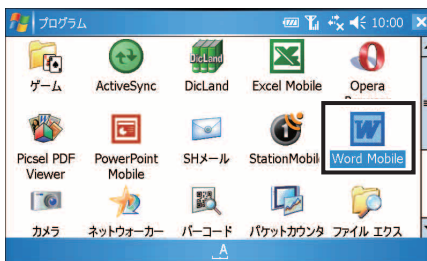 プログラム 10:00
DicLand
ゲーム ActiveSync DicLand Excel Mobile Opera
Picsel PDF Viewer PowerPoint Mobile SHメール StationMobil Word Mobile
カメラ ネットウォーカー バーコード パケットカウンタ ファイル エクス
A